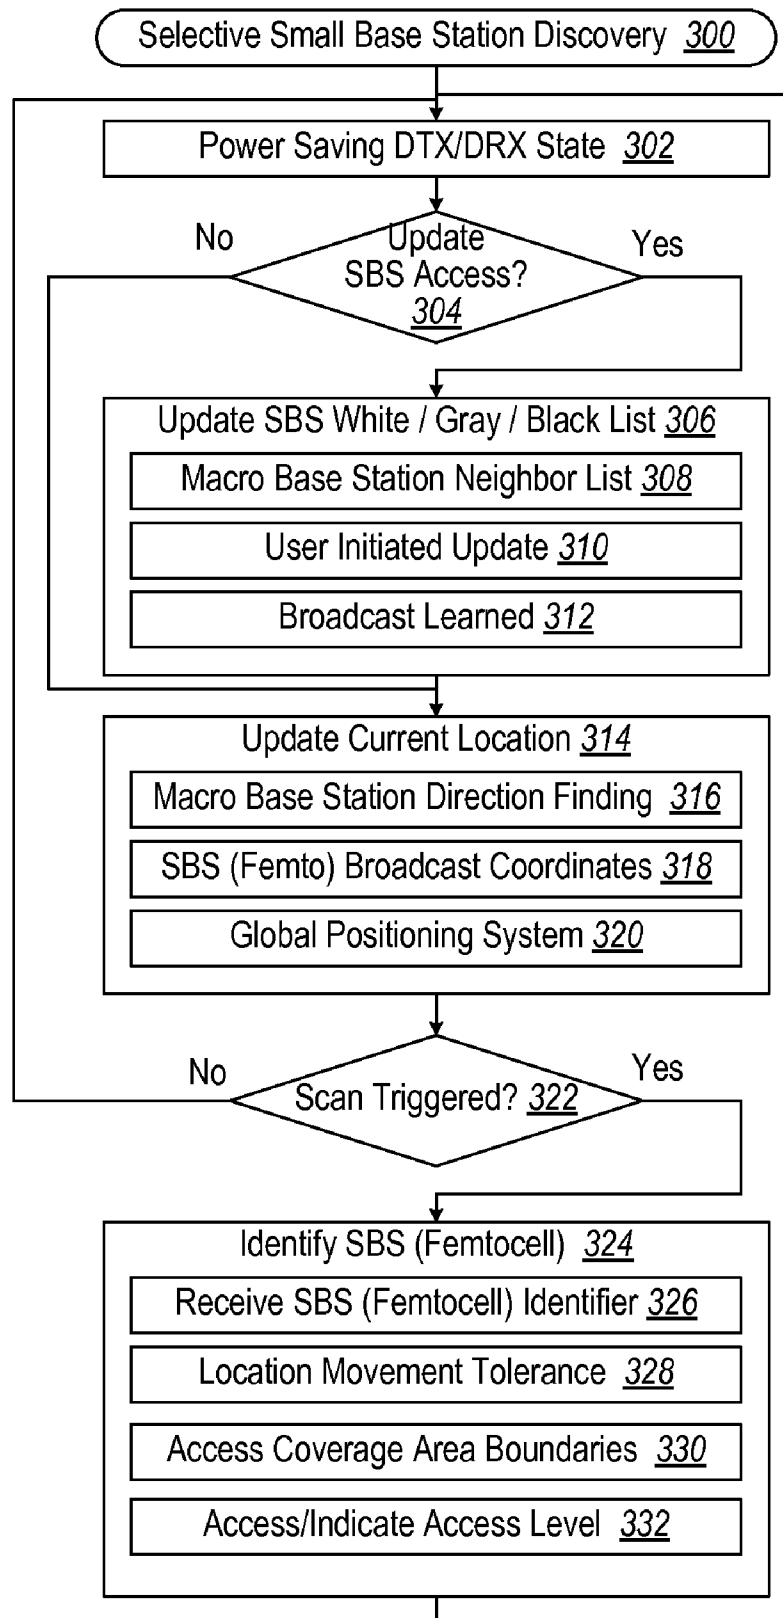 Selective Small Base Station Discovery 300
Power Saving DTX/DRX State 302
No
Update
Yes
SBS Access?
304
Update SBS White / Gray / Black List 306
Macro Base Station Neighbor List 308
User Initiated Update 310
Broadcast Learned 312
Update Current Location 314
Macro Base Station Direction Finding 316
SBS (Femto) Broadcast Coordinates 318
Global Positioning System 320
No
Yes
Scan Triggered? 322
Identify SBS (Femtocell) 324
Receive SBS (Femtocell) Identifier 326
Location Movement Tolerance 328
Access Coverage Area Boundaries 330
Access/Indicate Access Level 332